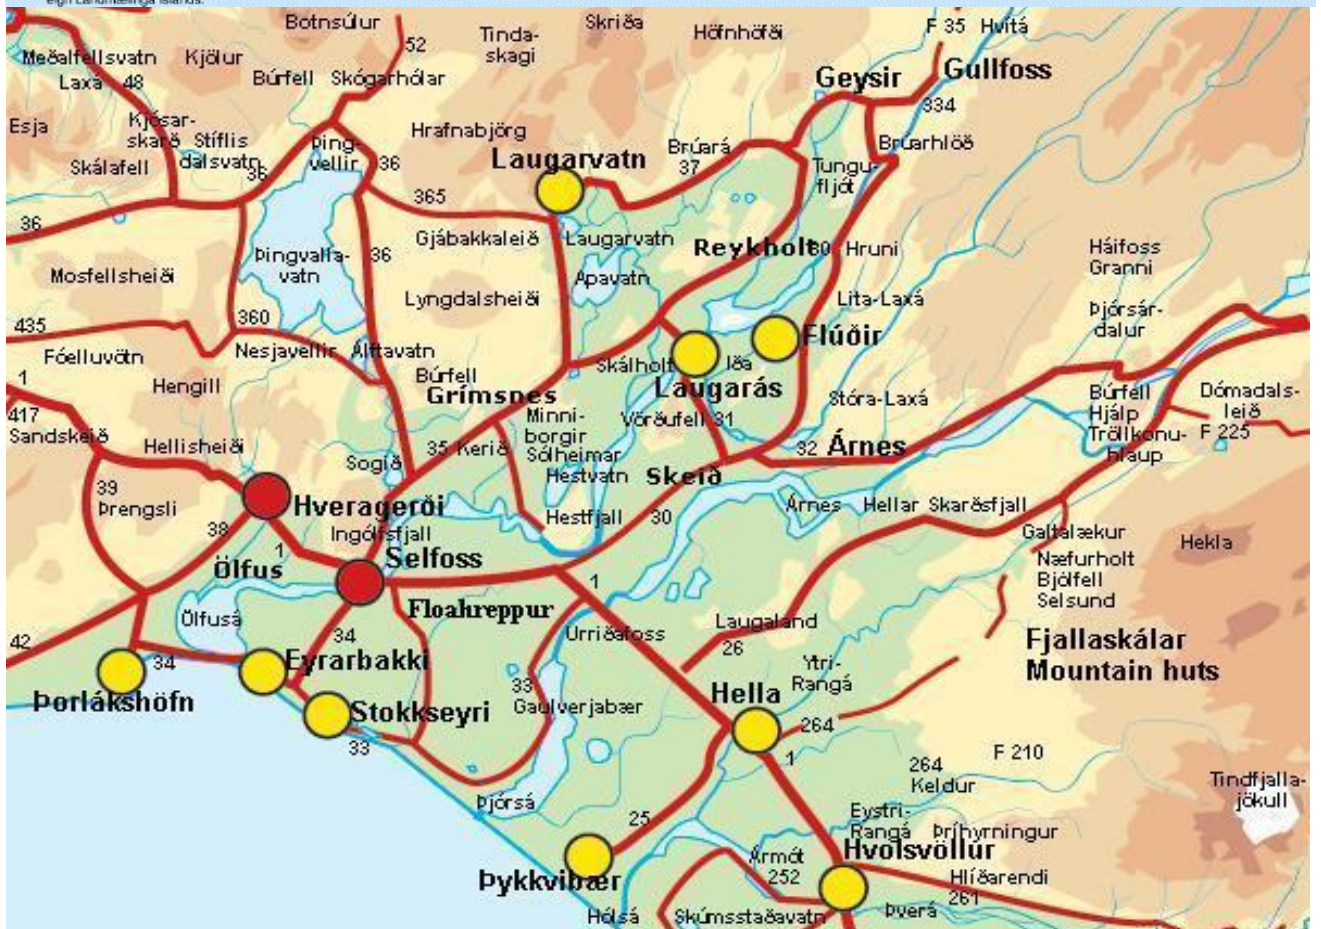 eign Landmælinga Íslands.
Botnsúlur
Skriða
F 35 Hvítá
52
Tinda-
skagi
Höfnhöfði
Meðalfellsvatn
Kjölur
Laxá
48
Búrfell
Skógarhólar
Geysir
Gullfoss
334
Esja
Kjósar-
skarð
Stíflis
dalsvatn
Þing-
vellir
Hrafnabjörg
Laugarvatn
Brúará
37
Brúarhlöð
Skálafell
36
36
365
Tungu-
fljót
36
Gjábakkaleið
Laugarvatn
Reykholt
30
Hruni
Háifoss
Granni
Mosfellsheiði
Þingvalla-
vatn
36
Apavatn
Lyngdalsheiði
Lita-Laxá
Þjórsár-
dalur
435
360
Fóelluvötn
Nesjavellir
Álftavatn
Flúðir
Skálholt
Iða
1
Hengill
Búrfell
Grímsnes
Laugarás
Búrfell
Hjálp
Tröllkonu-
hlaup
Dómadals-
leið
F 225
417
Sandskeið
Hellisheiði
Minni-
borgir
Sólheimar
Vörðufell
31
Stóra-Laxá
35 Kerið
Sogið
32
Árnes
39
Þrengsli
Hestvatn
Skeið
Hveragerði
Árnes
Hellar
Skarðsfjall
38
Ingólfsfjall
Hestfjall
30
Galtalækur
Hekla
1
Ölfus
Selfoss
1
Næfurholt
Bjólfell
Selsund
Floahreppur
Ölfusá
Urriðafoss
Laugaland
42
34
26
Fjallaskálar
Mountain huts
34
Eyrarbakki
33
Ytri-
Rangá
Þorlákshöfn
Stokkseyri
Gaulverjabær
Hella
264
33
1
264
Keldur
F 210
Tindfjalla-
jökull
Þjórsá
25
Eystri-
Rangá
Þríhyrningur
Hvolsvöllur
Þykkvibær
Ármót
252
Hlíðarendi
261
Hólsá
Skúmsstaðavatn
Þverá